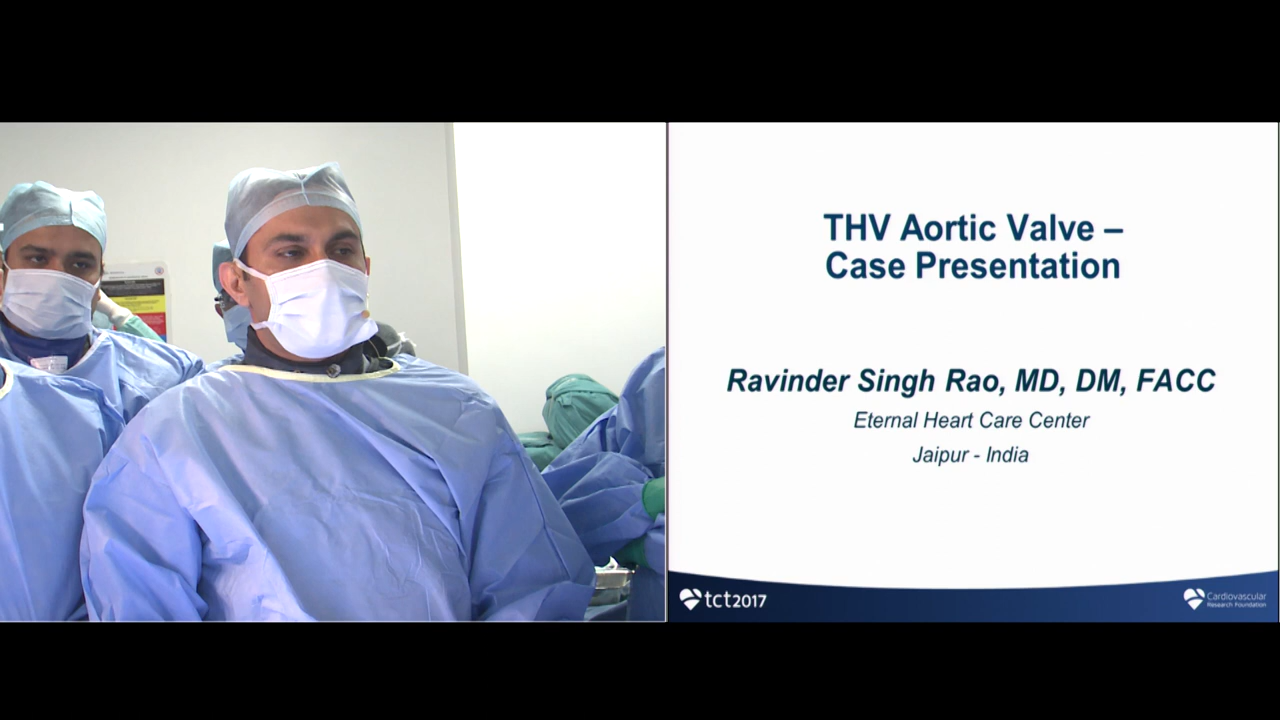 THV Aortic Valve –
Case Presentation
Ravinder Singh Rao, MD, DM, FACC
Eternal Heart Care Center
Jaipur - India
tct2017
Cardiovascular
Research Foundation